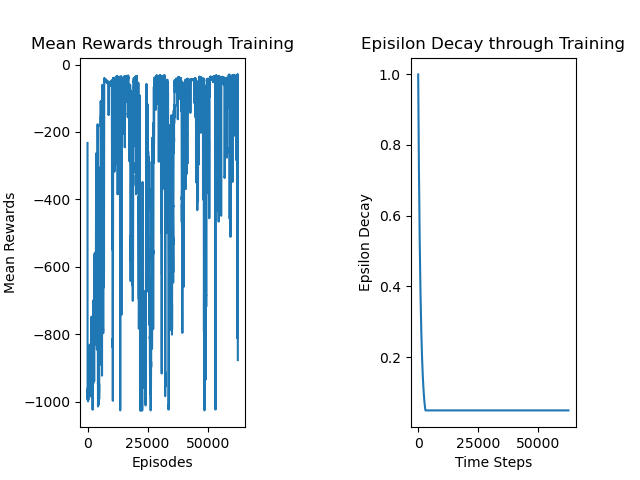 Mean Rewards through Training
0
−200
−400
−600
−800
−1000
Mean Rewards
0
25000
50000
Episodes
Episilon Decay through Training
1.0
0.8
0.6
0.4
0.2
Epsilon Decay
0
25000
50000
Time Steps